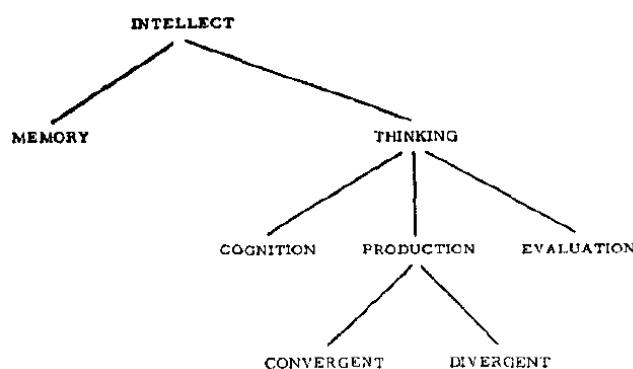 INTELLECT
MEMORY THINKING
COGNITION PRODUCTION EVALUATION
CONVERGENT DIVERGENT